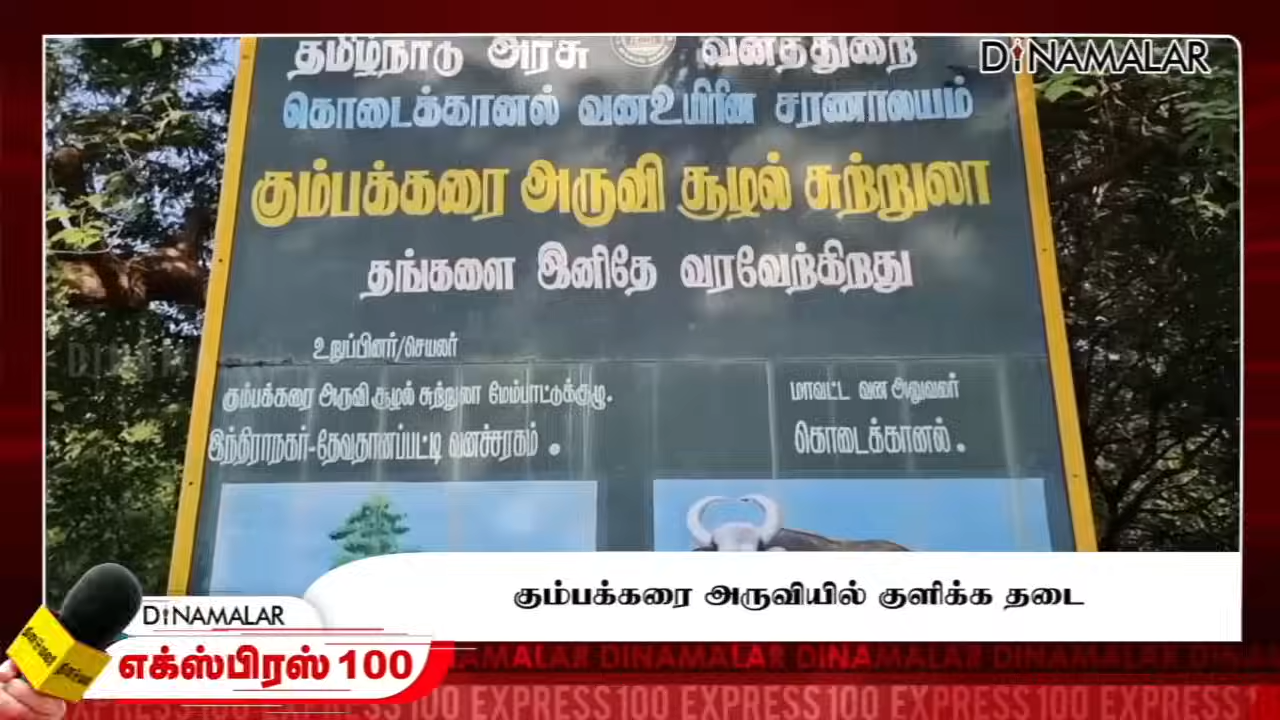 DINAMALAR
தமிழ்நாடு அரசு வனத்துறை
கொடைக்கானல் வனஉயிரின சரணாலயம்
கும்பக்கரை அருவி சூழல் சுற்றுலா
தங்களை இனிதே வரவேற்கிறது
உறுப்பினர்/செயலர்
கும்பக்கரை அருவி சூழல் சுற்றுலா மேம்பாட்டுக்குழு.
இந்திராநகர்-தேவதானப்பட்டி வனச்சரகம்.
மாவட்ட வன அலுவலர்
கொடைக்கானல்.
கும்பக்கரை அருவியில் குளிக்க தடை
DINAMALAR
எக்ஸ்பிரஸ் 100
DINAMALAR DINAMALAR DINAMALAR DINAMALAR
EXPRESS100 EXPRESS100 EXPRESS100 EXPRESS100 EXPRESS100